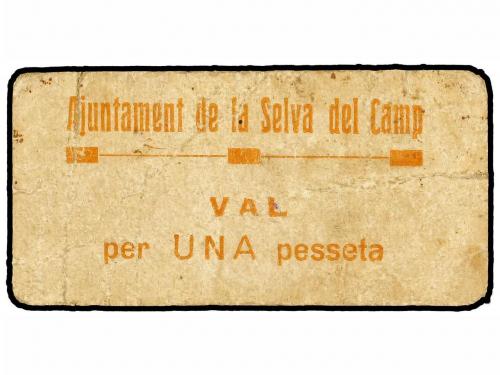 Ajuntament de la Selva del Camp
VAL
per UNA pesseta